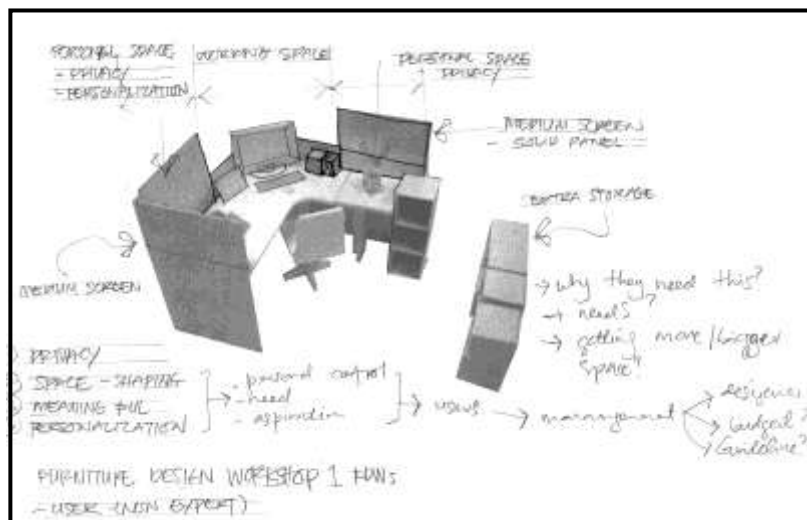 PERSONAL SPACE
- PRIVACY
- PERSONALIZATION
WORKING SPACE
PERSONAL SPACE
PRIVACY
MEDIUM SCREEN
- SOLID PANEL
EXTRA STORAGE
MEDIUM SCREEN
→ why they need this?
→ needs?
→ getting more/bigger
space?
PRIVACY
SPACE-SHAPING
MEANINGFUL
PERSONALIZATION
- personal control
- need
- aspiration
users
management
designer
budget?
Guideline?
FURNITURE DESIGN WORKSHOP 1
- USER (NON EXPERT)